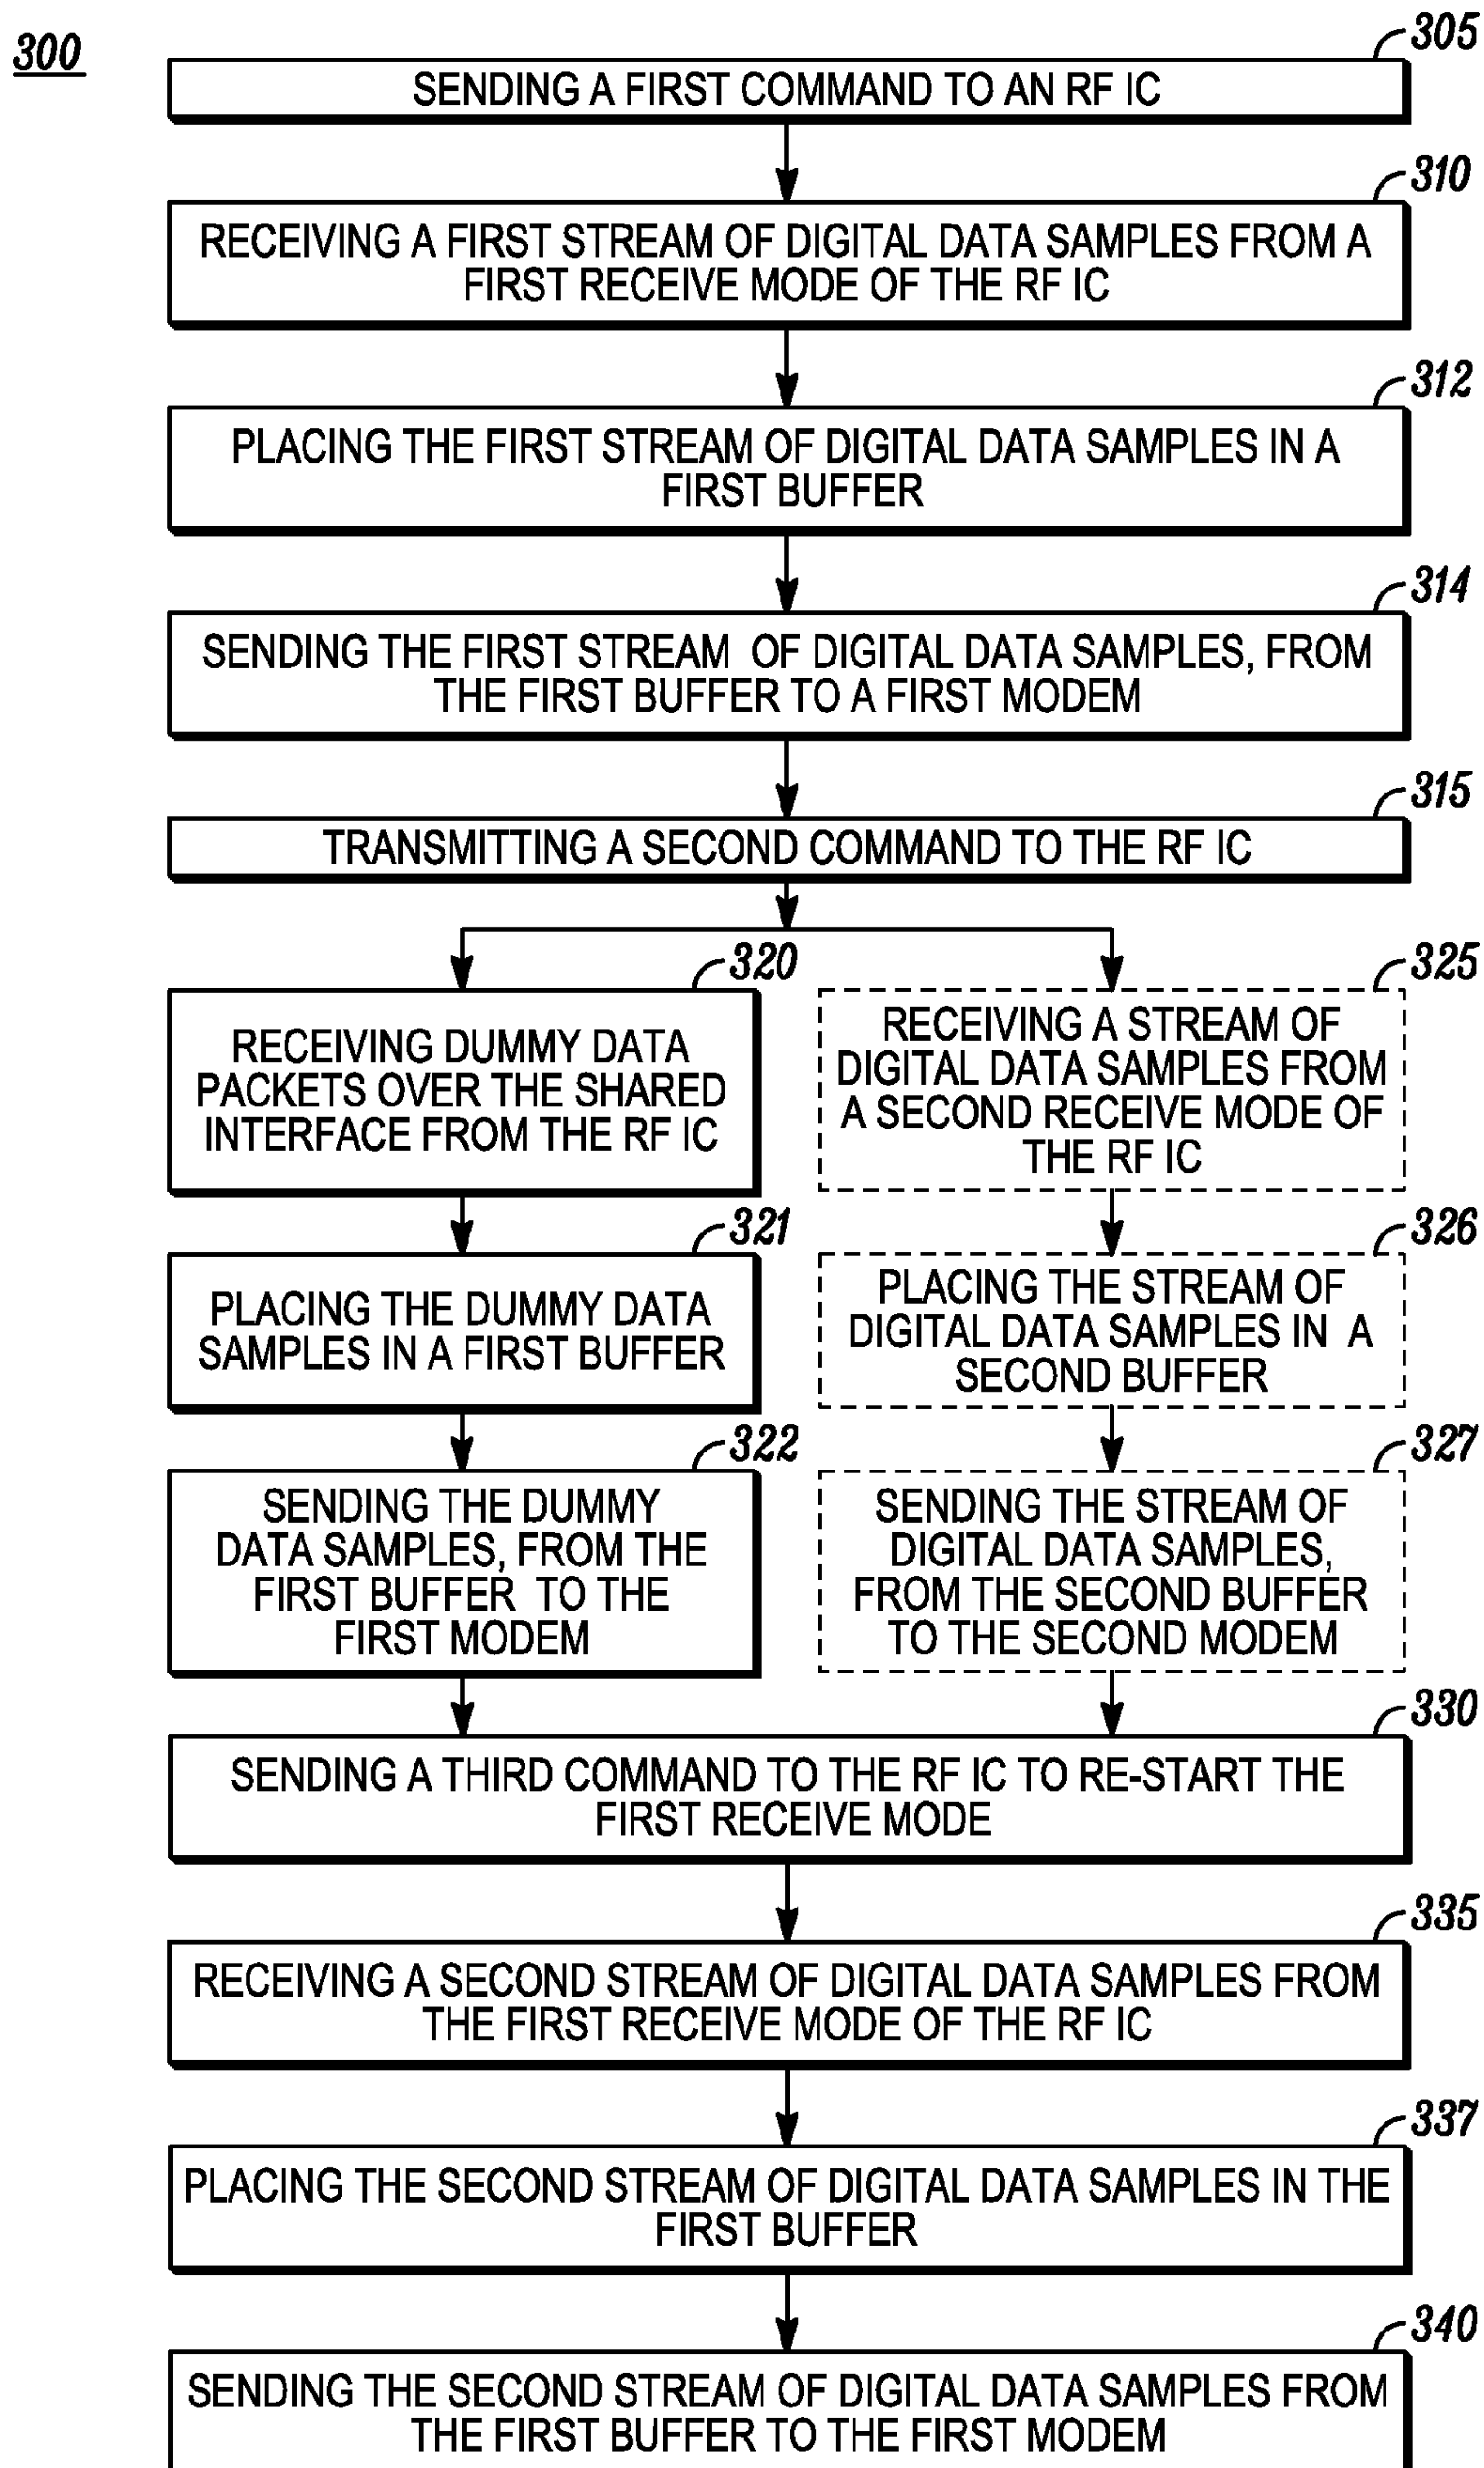 300
305
SENDING A FIRST COMMAND TO AN RF IC
310
RECEIVING A FIRST STREAM OF DIGITAL DATA SAMPLES FROM A
FIRST RECEIVE MODE OF THE RF IC
312
PLACING THE FIRST STREAM OF DIGITAL DATA SAMPLES IN A
FIRST BUFFER
314
SENDING THE FIRST STREAM OF DIGITAL DATA SAMPLES, FROM
THE FIRST BUFFER TO A FIRST MODEM
315
TRANSMITTING A SECOND COMMAND TO THE RF IC
320
RECEIVING DUMMY DATA
PACKETS OVER THE SHARED
INTERFACE FROM THE RF IC
325
RECEIVING A STREAM OF
DIGITAL DATA SAMPLES FROM
A SECOND RECEIVE MODE OF
THE RF IC
321
PLACING THE DUMMY DATA
SAMPLES IN A FIRST BUFFER
326
PLACING THE STREAM OF
DIGITAL DATA SAMPLES IN A
SECOND BUFFER
322
SENDING THE DUMMY
DATA SAMPLES, FROM THE
FIRST BUFFER TO THE
FIRST MODEM
327
SENDING THE STREAM OF
DIGITAL DATA SAMPLES,
FROM THE SECOND BUFFER
TO THE SECOND MODEM
330
SENDING A THIRD COMMAND TO THE RF IC TO RE-START THE
FIRST RECEIVE MODE
335
RECEIVING A SECOND STREAM OF DIGITAL DATA SAMPLES FROM
THE FIRST RECEIVE MODE OF THE RF IC
337
PLACING THE SECOND STREAM OF DIGITAL DATA SAMPLES IN THE
FIRST BUFFER
340
SENDING THE SECOND STREAM OF DIGITAL DATA SAMPLES FROM
THE FIRST BUFFER TO THE FIRST MODEM